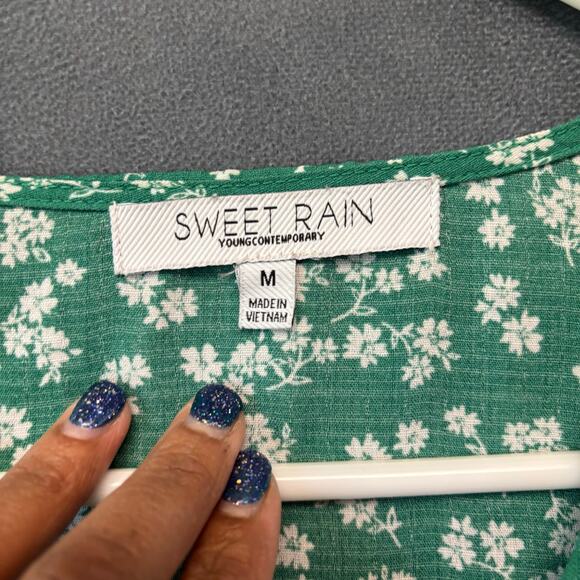 SWEET RAIN
YOUNGCONTEMPORARY
M
MADE IN
VIETNAM